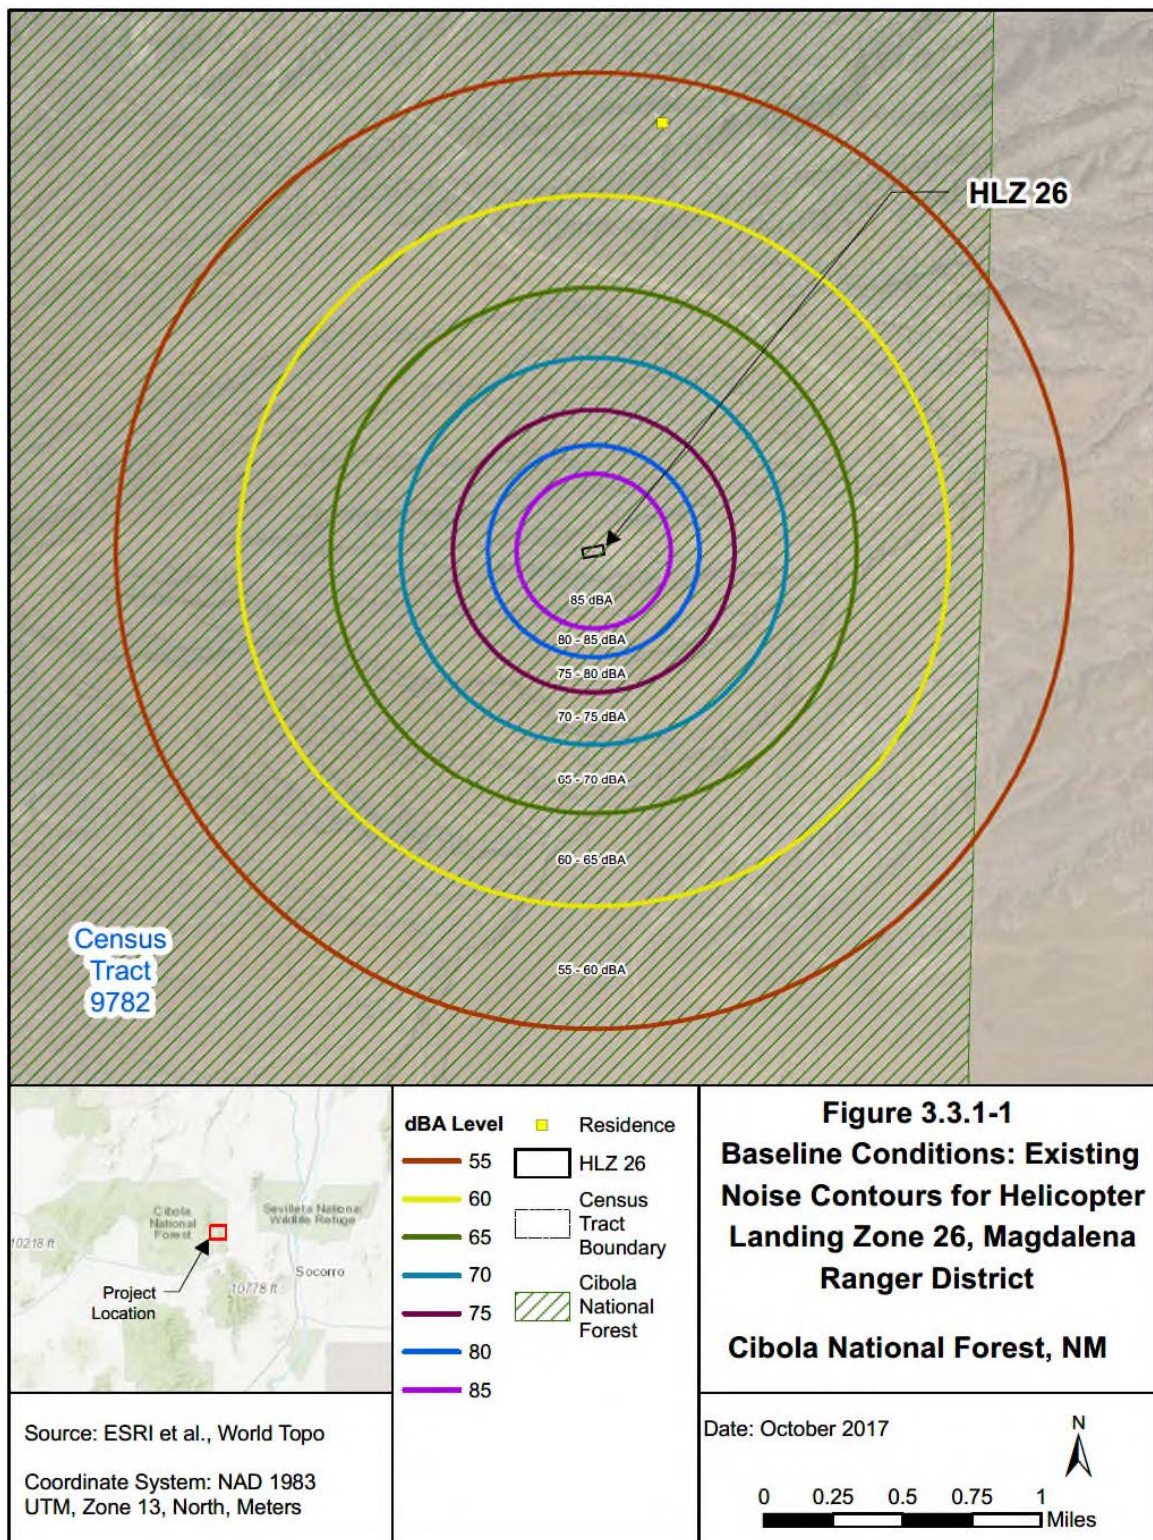 HLZ 26
85 dBA
80 - 85 dBA
75 - 80 dBA
70 - 75 dBA
65 - 70 dBA
60 - 65 dBA
55 - 60 dBA
Census
Tract
9782
Cibola
National
Forest
Sevilleta National
Wildlife Refuge
10218 ft
Socorro
10778 ft
Project
Location
dBA Level
55
60
65
70
75
80
85
Residence
HLZ 26
Census
Tract
Boundary
Cibola
National
Forest
Figure 3.3.1-1
Baseline Conditions: Existing
Noise Contours for Helicopter
Landing Zone 26, Magdalena
Ranger District
Cibola National Forest, NM
Source: ESRI et al., World Topo
Coordinate System: NAD 1983
UTM, Zone 13, North, Meters
Date: October 2017
N
0 0.25 0.5 0.75 1
Miles